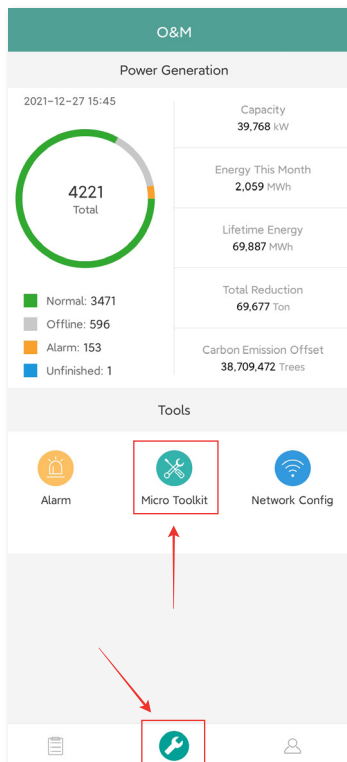 O&M
Power Generation
2021-12-27 15:45
4221
Total
Normal: 3471
Offline: 596
Alarm: 153
Unfinished: 1
Capacity
39,768 kW
Energy This Month
2,059 MWh
Lifetime Energy
69,887 MWh
Total Reduction
69,677 Ton
Carbon Emission Offset
38,709,472 Trees
Tools
Alarm
Micro Toolkit
Network Config